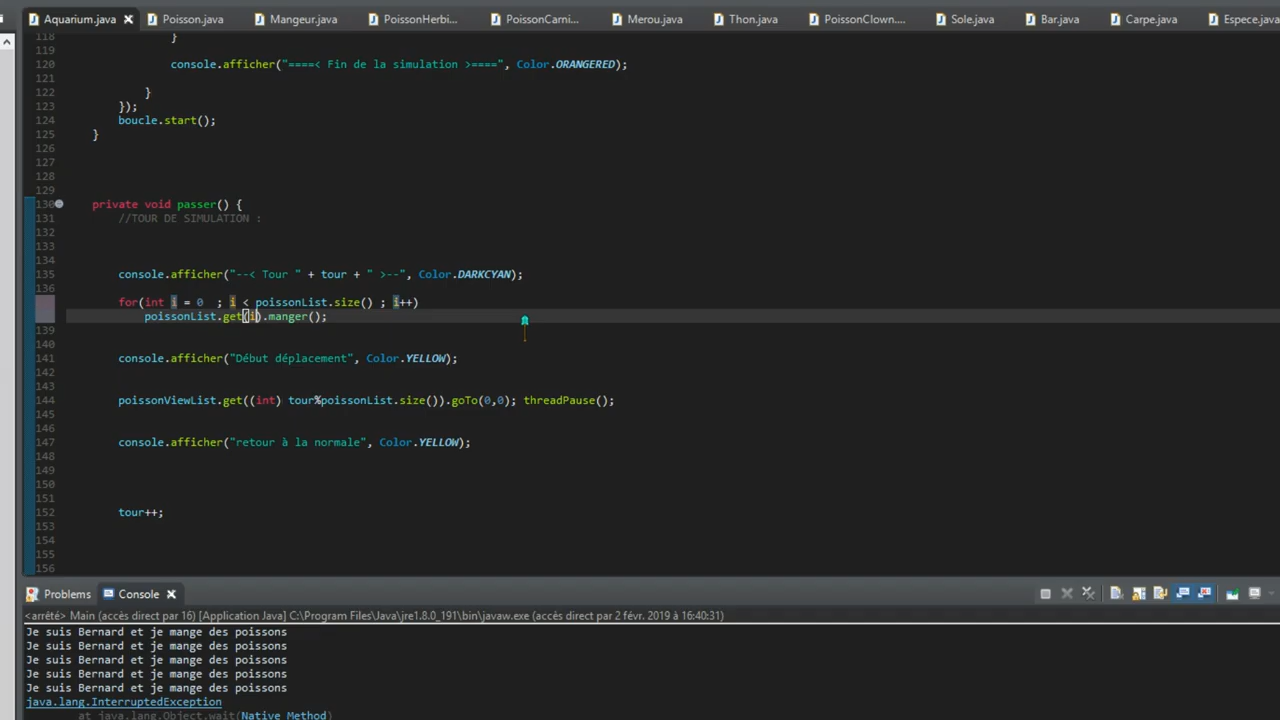 Aquarium.java Poisson.java Mangeur.java PoissonHerbi... PoissonCarni... Merou.java Thon.java PoissonClown.... Sole.java Bar.java Carpe.java Espece.java
118 }
119
120 console.afficher("====< Fin de la simulation >====", Color.ORANGERED);
121
122 }
123 });
124 boucle.start();
125 }
126
127
128
129
130 private void passer() {
131 //TOUR DE SIMULATION :
132
133
134
135 console.afficher("--< Tour " + tour + " >--", Color.DARKCYAN);
136
for(int i = 0 ; i < poissonList.size() ; i++)
poissonList.get(i).manger();
139
140
141 console.afficher("Début déplacement", Color.YELLOW);
142
143
144 poissonViewList.get((int) tour%poissonList.size()).goTo(0,0); threadPause();
145
146
147 console.afficher("retour à la normale", Color.YELLOW);
148
149
150
151
152 tour++;
153
154
155
156
Problems Console
<arrêté> Main (accès direct par 16) [Application Java] C:\Program Files\Java\jre1.8.0_191\bin\javaw.exe (accès direct par 2 févr. 2019 à 16:40:31)
Je suis Bernard et je mange des poissons
Je suis Bernard et je mange des poissons
Je suis Bernard et je mange des poissons
Je suis Bernard et je mange des poissons
Je suis Bernard et je mange des poissons
java.lang.InterruptedException
at java.lang.Object.wait(Native Method)